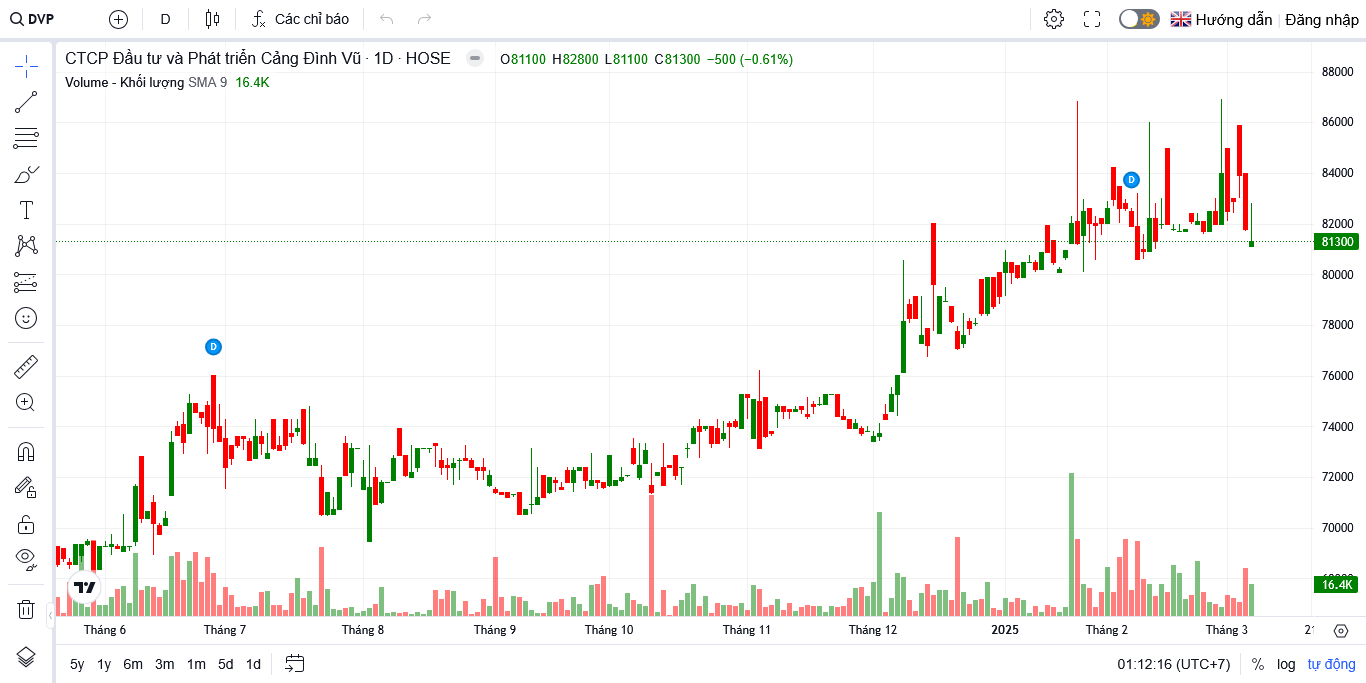 DVP D Các chỉ báo Hướng dẫn Đăng nhập
CTCP Đầu tư và Phát triển Cảng Đình Vũ · 1D · HOSE O81100 H82800 L81100 C81300 −500 (−0.61%)
Volume - Khối lượng SMA 9 16.4K
88000
86000
84000
D
82000
81300
80000
78000
D
76000
74000
72000
70000
16.4K
Tháng 6 Tháng 7 Tháng 8 Tháng 9 Tháng 10 Tháng 11 Tháng 12 2025 Tháng 2 Tháng 3
5y 1y 6m 3m 1m 5d 1d 01:12:16 (UTC+7) % log tự động